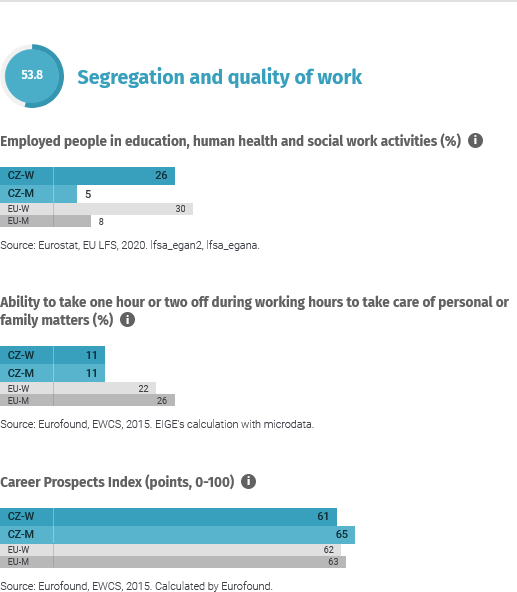 53.8
Segregation and quality of work
Employed people in education, human health and social work activities (%) i
CZ-W 26
CZ-M 5
EU-W 30
EU-M 8
Source: Eurostat, EU LFS, 2020. lfsa_egan2, lfsa_egana.
Ability to take one hour or two off during working hours to take care of personal or
family matters (%) i
CZ-W 11
CZ-M 11
EU-W 22
EU-M 26
Source: Eurofound, EWCS, 2015. EIGE's calculation with microdata.
Career Prospects Index (points, 0-100) i
CZ-W 61
CZ-M 65
EU-W 62
EU-M 63
Source: Eurofound, EWCS, 2015. Calculated by Eurofound.